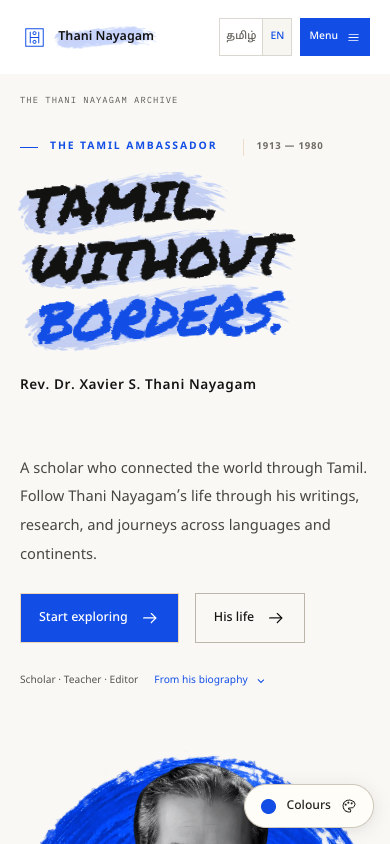 Thani Nayagam
தமிழ்
EN
Menu
THE THANI NAYAGAM ARCHIVE
THE TAMIL AMBASSADOR
1913 — 1980
TAMIL.
WITHOUT
BORDERS.
Rev. Dr. Xavier S. Thani Nayagam
A scholar who connected the world through Tamil.
Follow Thani Nayagam’s life through his writings,
research, and journeys across languages and
continents.
Start exploring
His life
Scholar · Teacher · Editor
From his biography
Colours